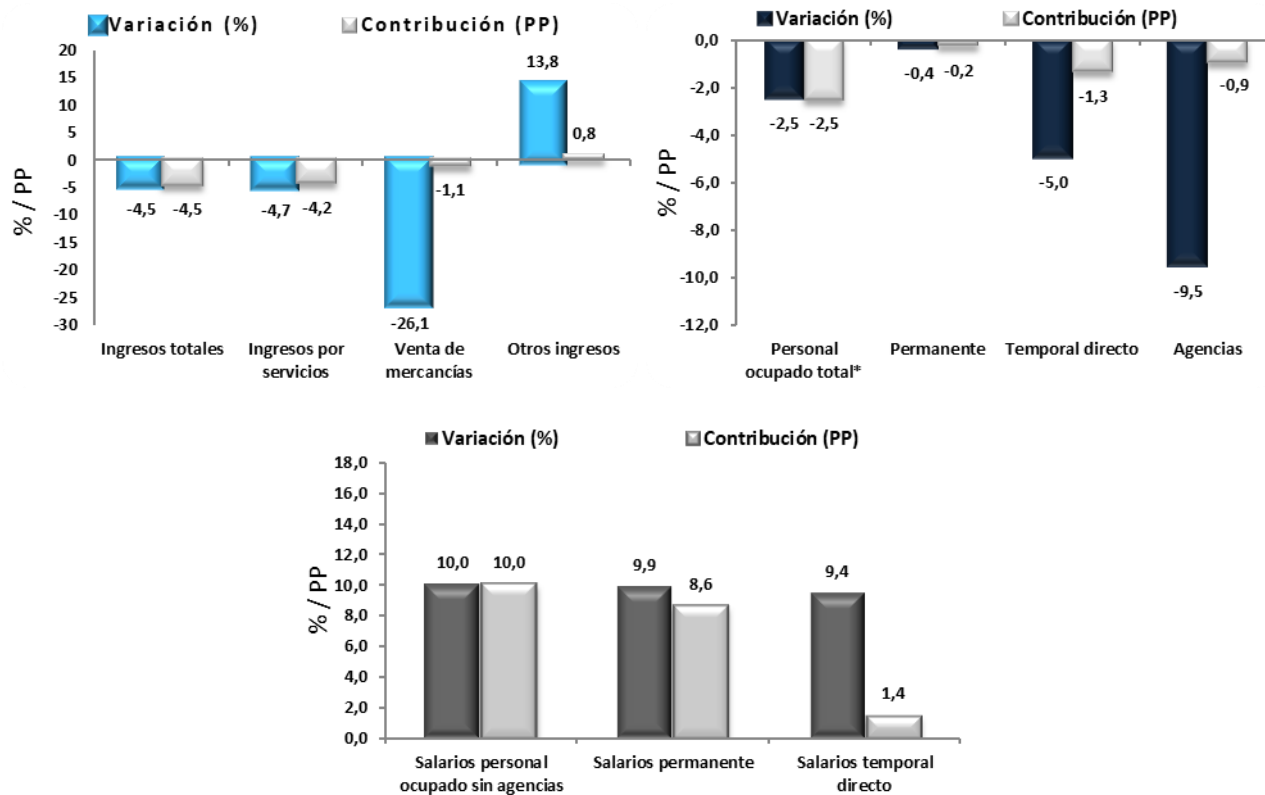 Variación (%) Contribución (PP)
20
15
10
5
0
-5
-10
-15
-20
-25
-30
% / PP
13,8
0,8
-4,5 -4,5
-4,7 -4,2
-1,1
-26,1
Ingresos totales
Ingresos por
servicios
Venta de
mercancías
Otros ingresos
Variación (%) Contribución (PP)
0,0
-2,0
-4,0
-6,0
-8,0
-10,0
-12,0
% / PP
-2,5 -2,5
-0,4 -0,2
-5,0
-1,3
-9,5
-0,9
Personal
ocupado total*
Permanente
Temporal directo
Agencias
Variación (%) Contribución (PP)
18,0
16,0
14,0
12,0
10,0
8,0
6,0
4,0
2,0
0,0
% / PP
10,0 10,0
9,9
8,6
9,4
1,4
Salarios personal
ocupado sin agencias
Salarios permanente
Salarios temporal
directo